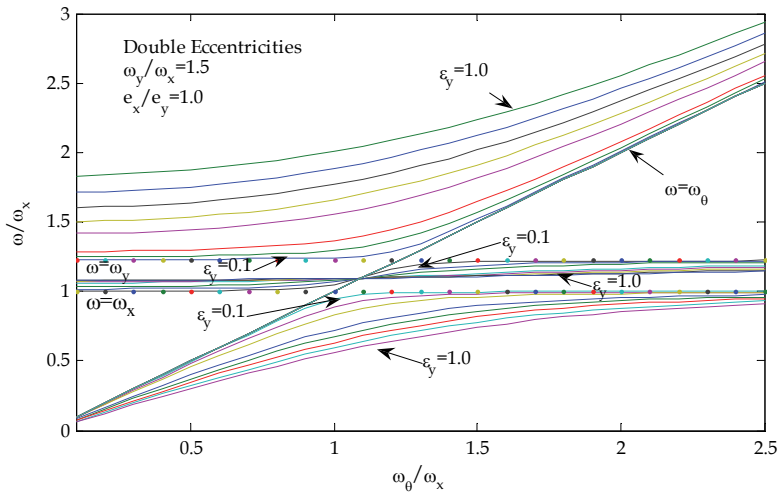 Double Eccentricities
ω_y/ω_x=1.5
e_x/e_y=1.0
ε_y=1.0
ω=ω_θ
ε_y=0.1
ω=ω_y
ε_y=0.1
ε_y=1.0
ω=ω_x
ε_y=0.1
ε_y=1.0
ω/ω_x
3
2.5
2
1.5
1
0.5
0
0.5
1
1.5
2
2.5
ω_θ/ω_x